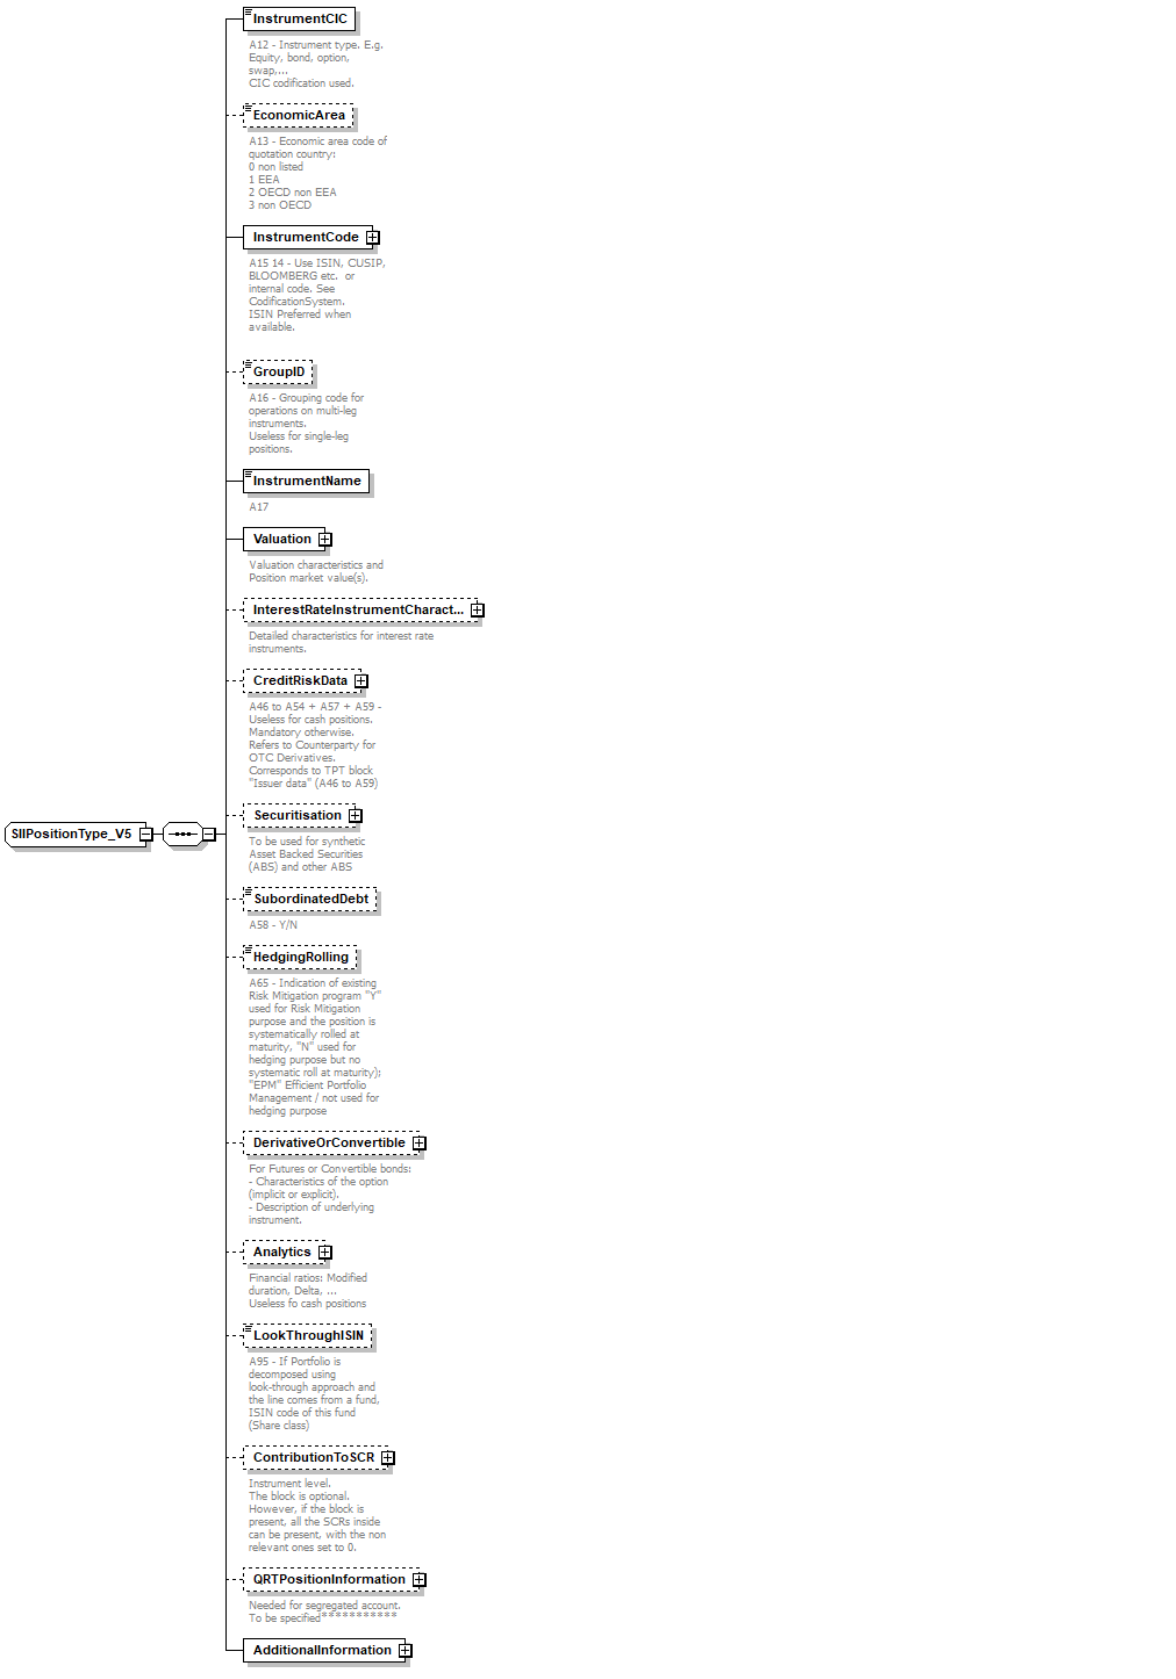 InstrumentCIC
A12 - Instrument type. E.g.
Equity, bond, option,
swap,...
CIC codification used.
EconomicArea
A13 - Economic area code of
quotation country:
0 non listed
1 EEA
2 OECD non EEA
3 non OECD
InstrumentCode
A15 14 - Use ISIN, CUSIP,
BLOOMBERG etc. or
internal code. See
CodificationSystem.
ISIN Preferred when
available.
GroupID
A16 - Grouping code for
operations on multi-leg
instruments.
Useless for single-leg
positions.
InstrumentName
A17
Valuation
Valuation characteristics and
Position market value(s).
InterestRateInstrumentCharact...
Detailed characteristics for interest rate
instruments.
CreditRiskData
A46 to A54 + A57 + A59 -
Useless for cash positions.
Mandatory otherwise.
Refers to Counterparty for
OTC Derivatives.
Corresponds to TPT block
"Issuer data" (A46 to A59)
SIIPositionType_V5
Securitisation
To be used for synthetic
Asset Backed Securities
(ABS) and other ABS
SubordinatedDebt
A58 - Y/N
HedgingRolling
A65 - Indication of existing
Risk Mitigation program "Y"
used for Risk Mitigation
purpose and the position is
systematically rolled at
maturity, "N" used for
hedging purpose but no
systematic roll at maturity);
"EPM" Efficient Portfolio
Management / not used for
hedging purpose
DerivativeOrConvertible
For Futures or Convertible bonds:
- Characteristics of the option
(implicit or explicit).
- Description of underlying
instrument.
Analytics
Financial ratios: Modified
duration, Delta, ...
Useless fo cash positions
LookThroughISIN
A95 - If Portfolio is
decomposed using
look-through approach and
the line comes from a fund,
ISIN code of this fund
(Share class)
ContributionToSCR
Instrument level.
The block is optional.
However, if the block is
present, all the SCRs inside
can be present, with the non
relevant ones set to 0.
QRTPositionInformation
Needed for segregated account.
To be specified***********
AdditionalInformation